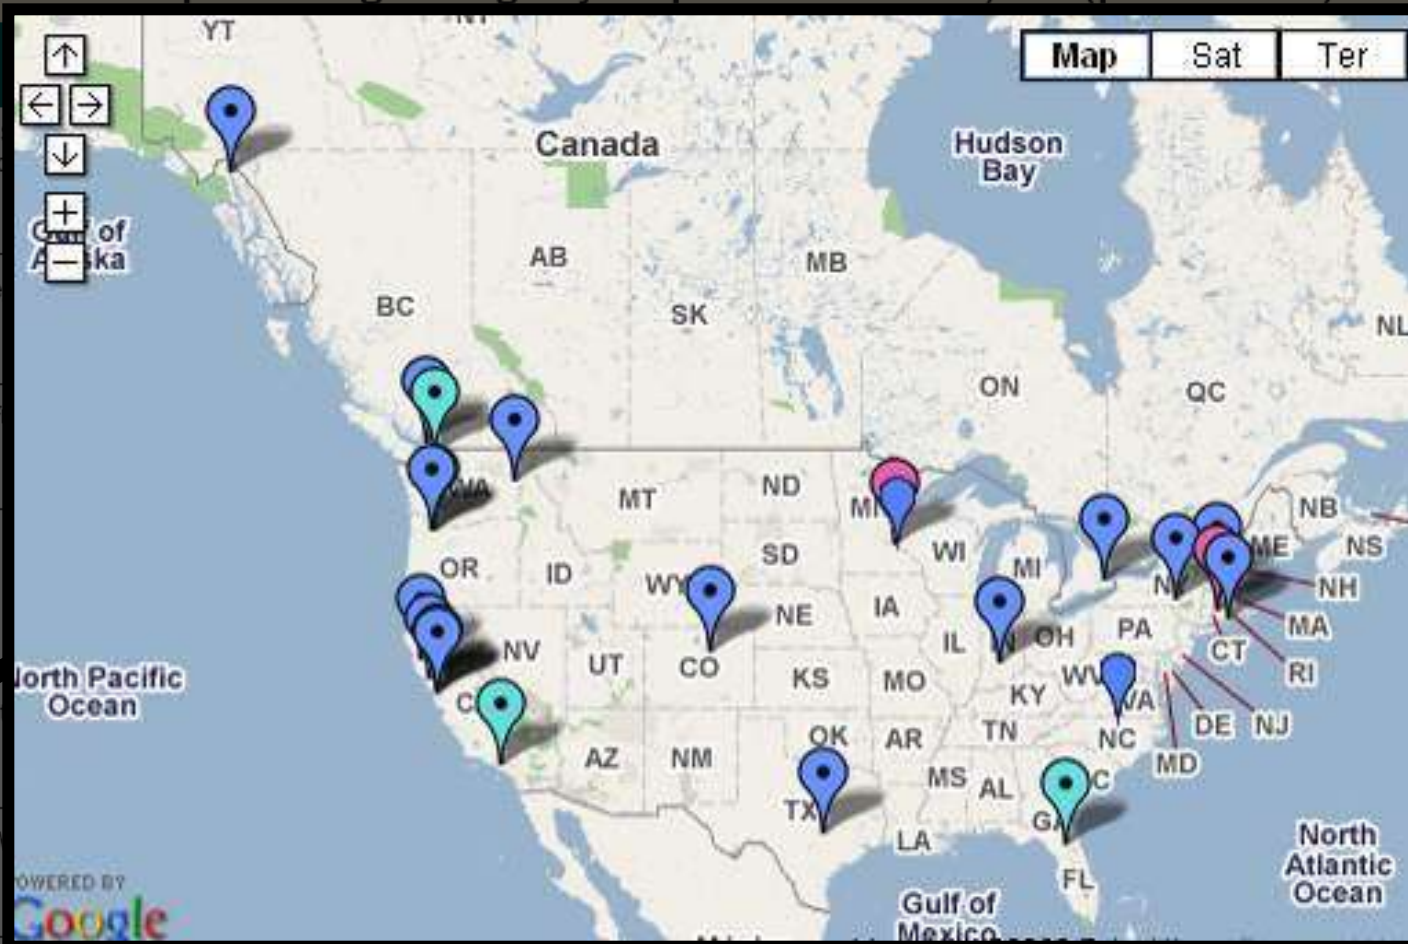 YT
Map Sat Ter
Canada
Hudson
Bay
Gulf of
Alaska
AB
MB
BC
SK
NL
ON
QC
WA
MT
ND
NB
SD
WI
MI
ME
NS
OR
ID
NH
NE
IA
MA
PA
IL
OH
CT
NV
UT
CO
KS
MO
RI
North Pacific
Ocean
KY
WV
VA
DE
NJ
TN
NC
OK
AR
AZ
NM
MD
MS
AL
TX
GA
LA
North
Atlantic
Ocean
FL
POWERED BY
Google
Gulf of
Mexico